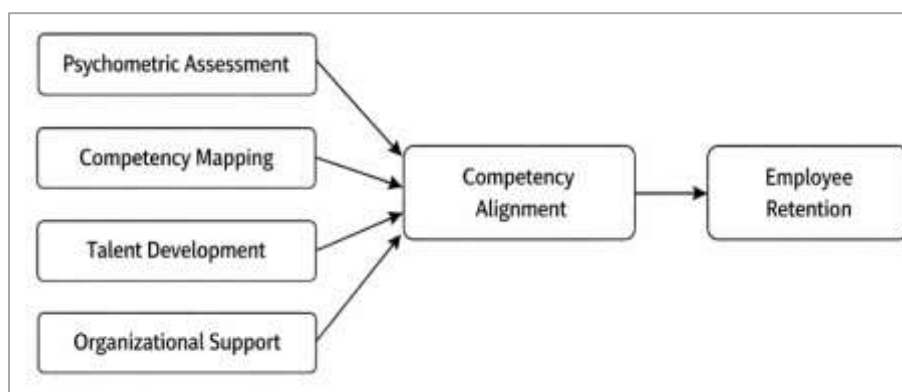 Psychometric Assessment
Competency Mapping
Talent Development
Organizational Support
Competency
Alignment
Employee
Retention